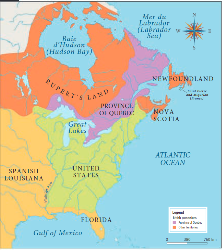 Mer du
Labrador
(Labrador
Sea)
Baie
d'Hudson
(Hudson Bay)
RUPERT'S LAND
NEWFOUNDLAND
PROVINCE
OF QUEBEC
NOVA
SCOTIA
Great
Lakes
ATLANTIC
OCEAN
SPANISH
LOUISIANA
UNITED
STATES
FLORIDA
Gulf of Mexico
Legend